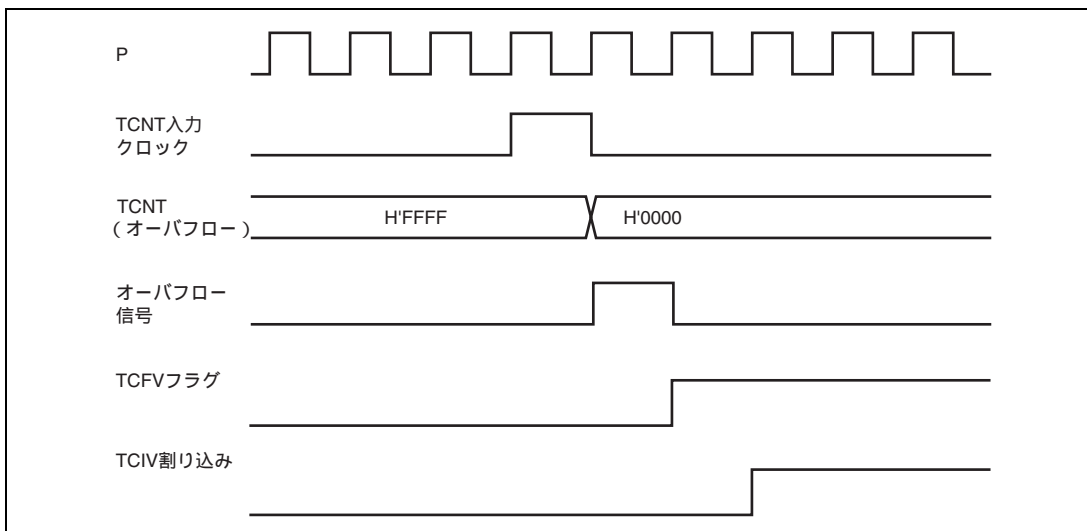 P
TCNT入力
クロック
TCNT
（オーバフロー）
H'FFFF
H'0000
オーバフロー
信号
TCFVフラグ
TCIV割り込み